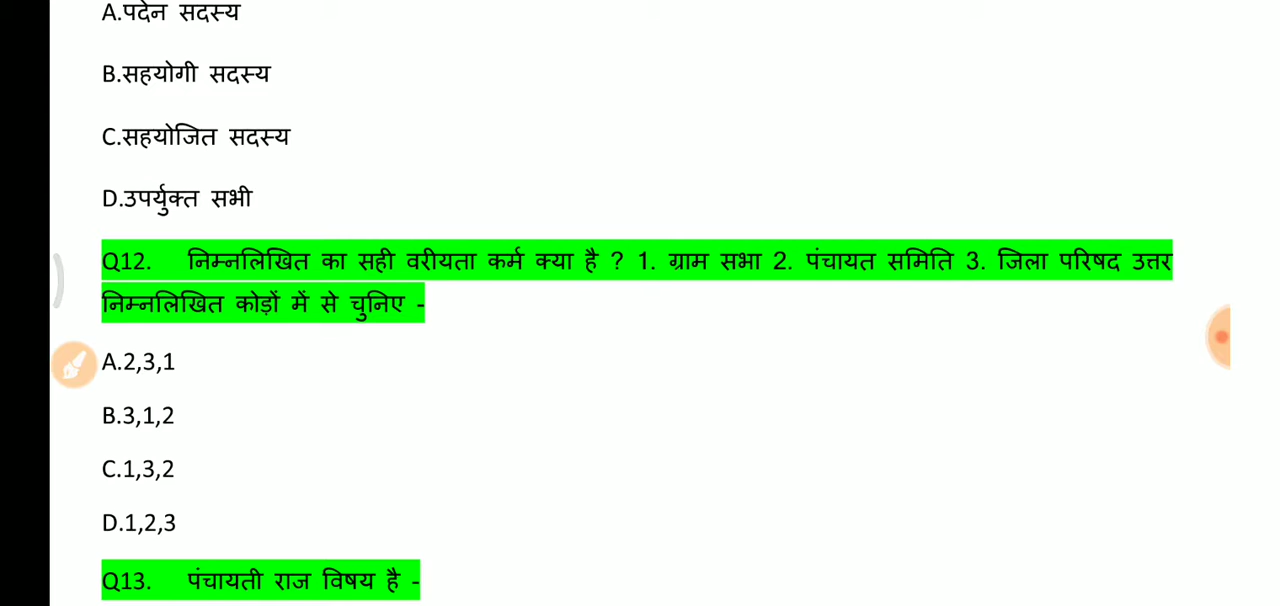 A.पदेन सदस्य
B.सहयोगी सदस्य
C.सहयोजित सदस्य
D.उपर्युक्त सभी
Q12. निम्नलिखित का सही वरीयता कर्म क्या है ? 1. ग्राम सभा 2. पंचायत समिति 3. जिला परिषद उत्तर
निम्नलिखित कोड़ों में से चुनिए -
A.2,3,1
B.3,1,2
C.1,3,2
D.1,2,3
Q13. पंचायती राज विषय है -